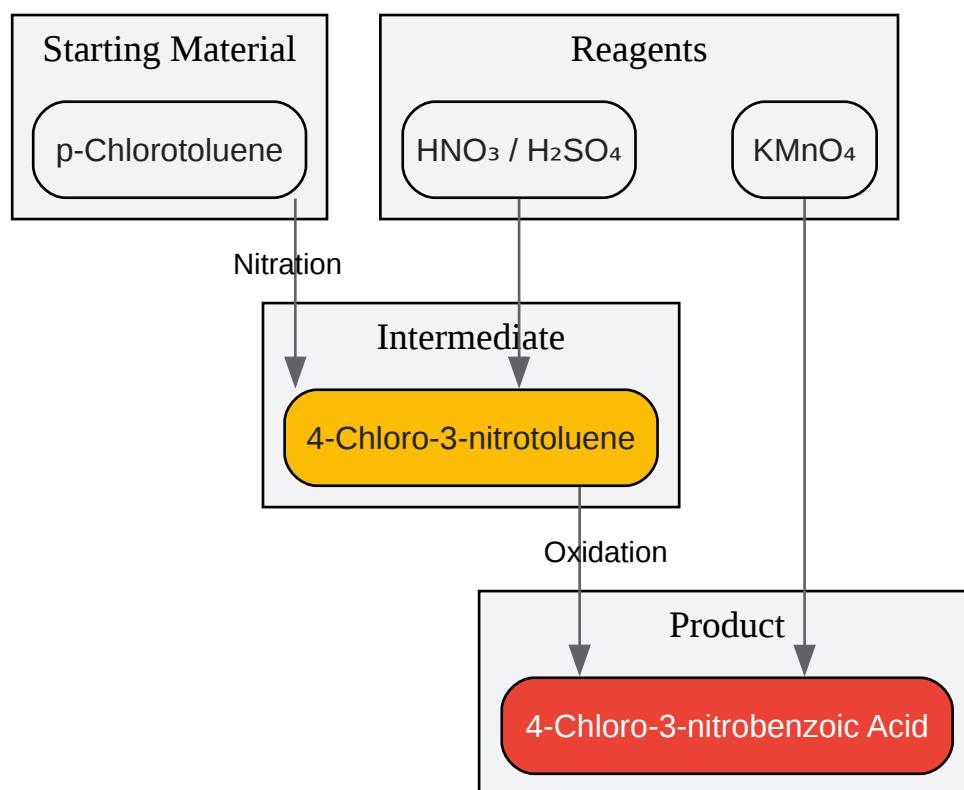 Starting Material
Reagents
p-Chlorotoluene
HNO₃ / H₂SO₄
KMnO₄
Nitration
Intermediate
4-Chloro-3-nitrotoluene
Oxidation
Product
4-Chloro-3-nitrobenzoic Acid